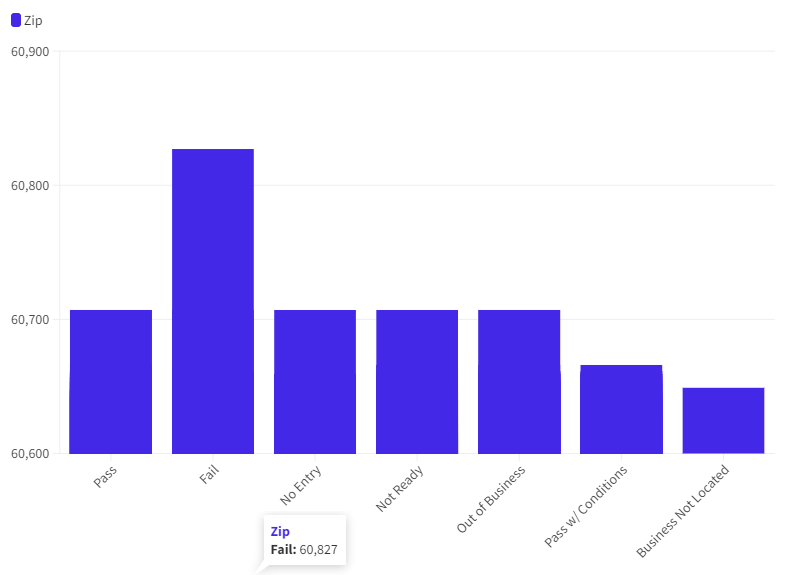 Zip
60,900
60,800
60,700
60,600
Pass
Fail
No Entry
Not Ready
Out of Business
Pass w/ Conditions
Business Not Located
Zip
Fail: 60,827